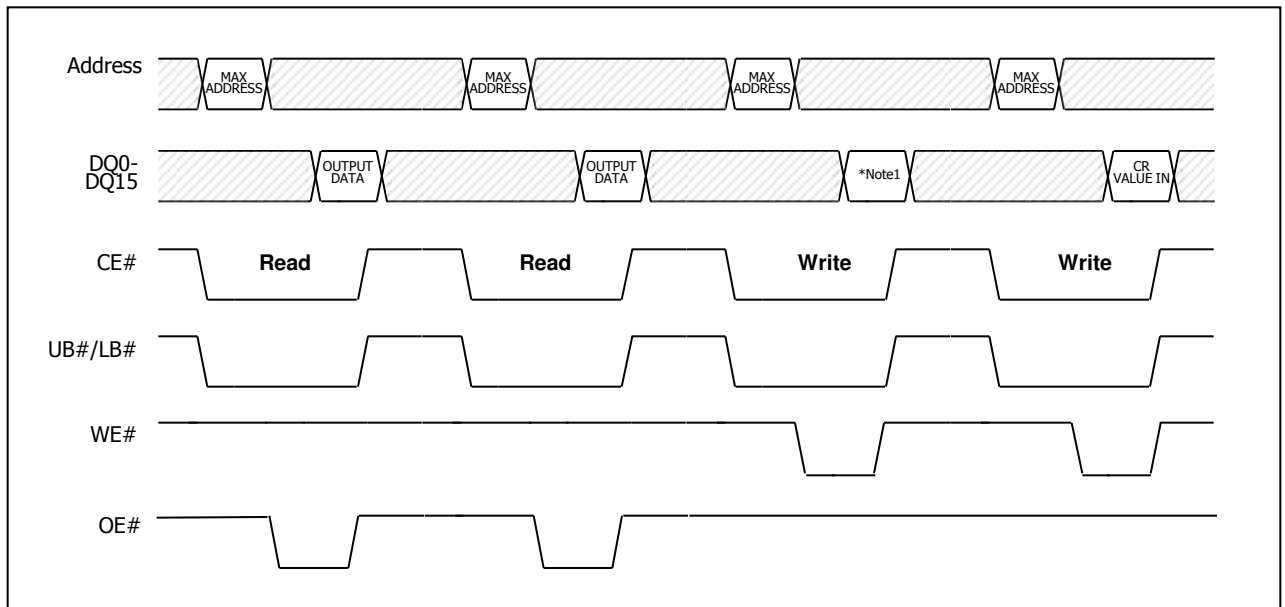 Address
MAX
ADDRESS
MAX
ADDRESS
MAX
ADDRESS
MAX
ADDRESS
DQ0-
DQ15
OUTPUT
DATA
OUTPUT
DATA
*Note1
CR
VALUE IN
CE#
Read
Read
Write
Write
UB#/LB#
WE#
OE#